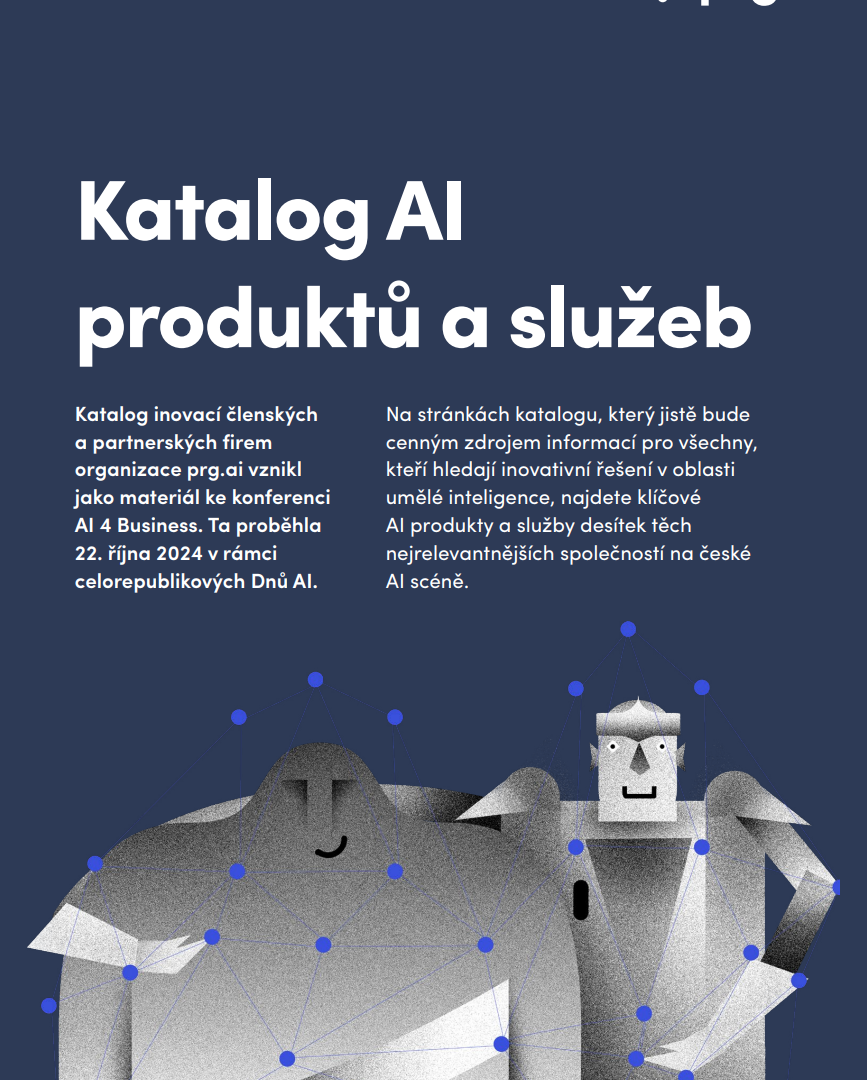 Katalog AI
produktů a služeb
Katalog inovací členských
a partnerských firem
organizace prg.ai vznikl
jako materiál ke konferenci
AI 4 Business. Ta proběhla
22. října 2024 v rámci
celorepublikových Dnů AI.
Na stránkách katalogu, který jistě bude
cenným zdrojem informací pro všechny,
kteří hledají inovativní řešení v oblasti
umělé inteligence, najdete klíčové
AI produkty a služby desítek těch
nejrelevantnějších společností na české
AI scéně.